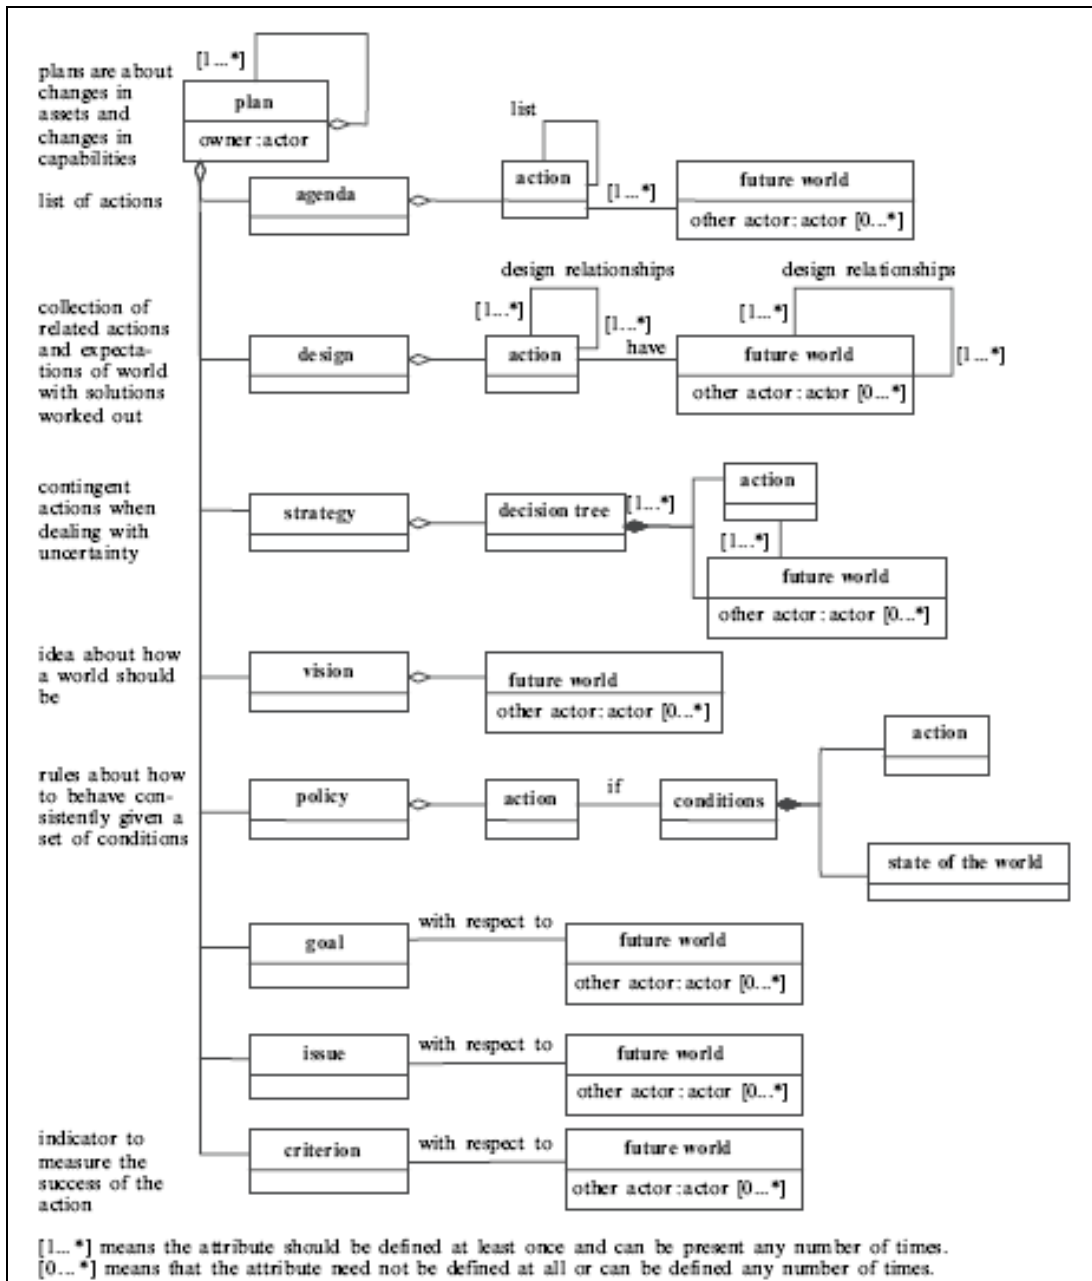 plans are about
changes in
assets and
changes in
capabilities
[1...*]
plan
owner:actor
list of actions
agenda
list
action
[1...*]
future world
other actor: actor [0...*]
collection of
related actions
and expecta-
tions of world
with solutions
worked out
design
design relationships
[1...*]
[1...*]
action
have
design relationships
[1...*]
[1...*]
future world
other actor: actor [0...*]
contingent
actions when
dealing with
uncertainty
strategy
decision tree
[1...*]
action
[1...*]
future world
other actor: actor [0...*]
idea about how
a world should
be
vision
future world
other actor: actor [0...*]
rules about how
to behave con-
sistently given a
set of conditions
policy
action
if
conditions
action
state of the world
goal
with respect to
future world
other actor: actor [0...*]
issue
with respect to
future world
other actor: actor [0...*]
indicator to
measure the
success of the
action
criterion
with respect to
future world
other actor:actor [0...*]
[1...*] means the attribute should be defined at least once and can be present any number of times.
[0...*] means that the attribute need not be defined at all or can be defined any number of times.